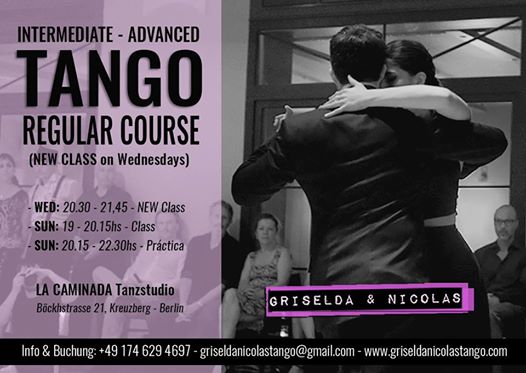 INTERMEDIATE - ADVANCED
TANGO
REGULAR COURSE
(NEW CLASS on Wednesdays)
- WED: 20.30 - 21,45 - NEW Class
- SUN: 19 - 20.15hs - Class
- SUN: 20.15 - 22.30hs - Práctica
LA CAMINADA Tanzstudio
Böckhstrasse 21, Kreuzberg - Berlin
GRISELDA & NICOLAS
Info & Buchung: +49 174 629 4697 - griseldanicolastango@gmail.com - www.griseldanicolastango.com